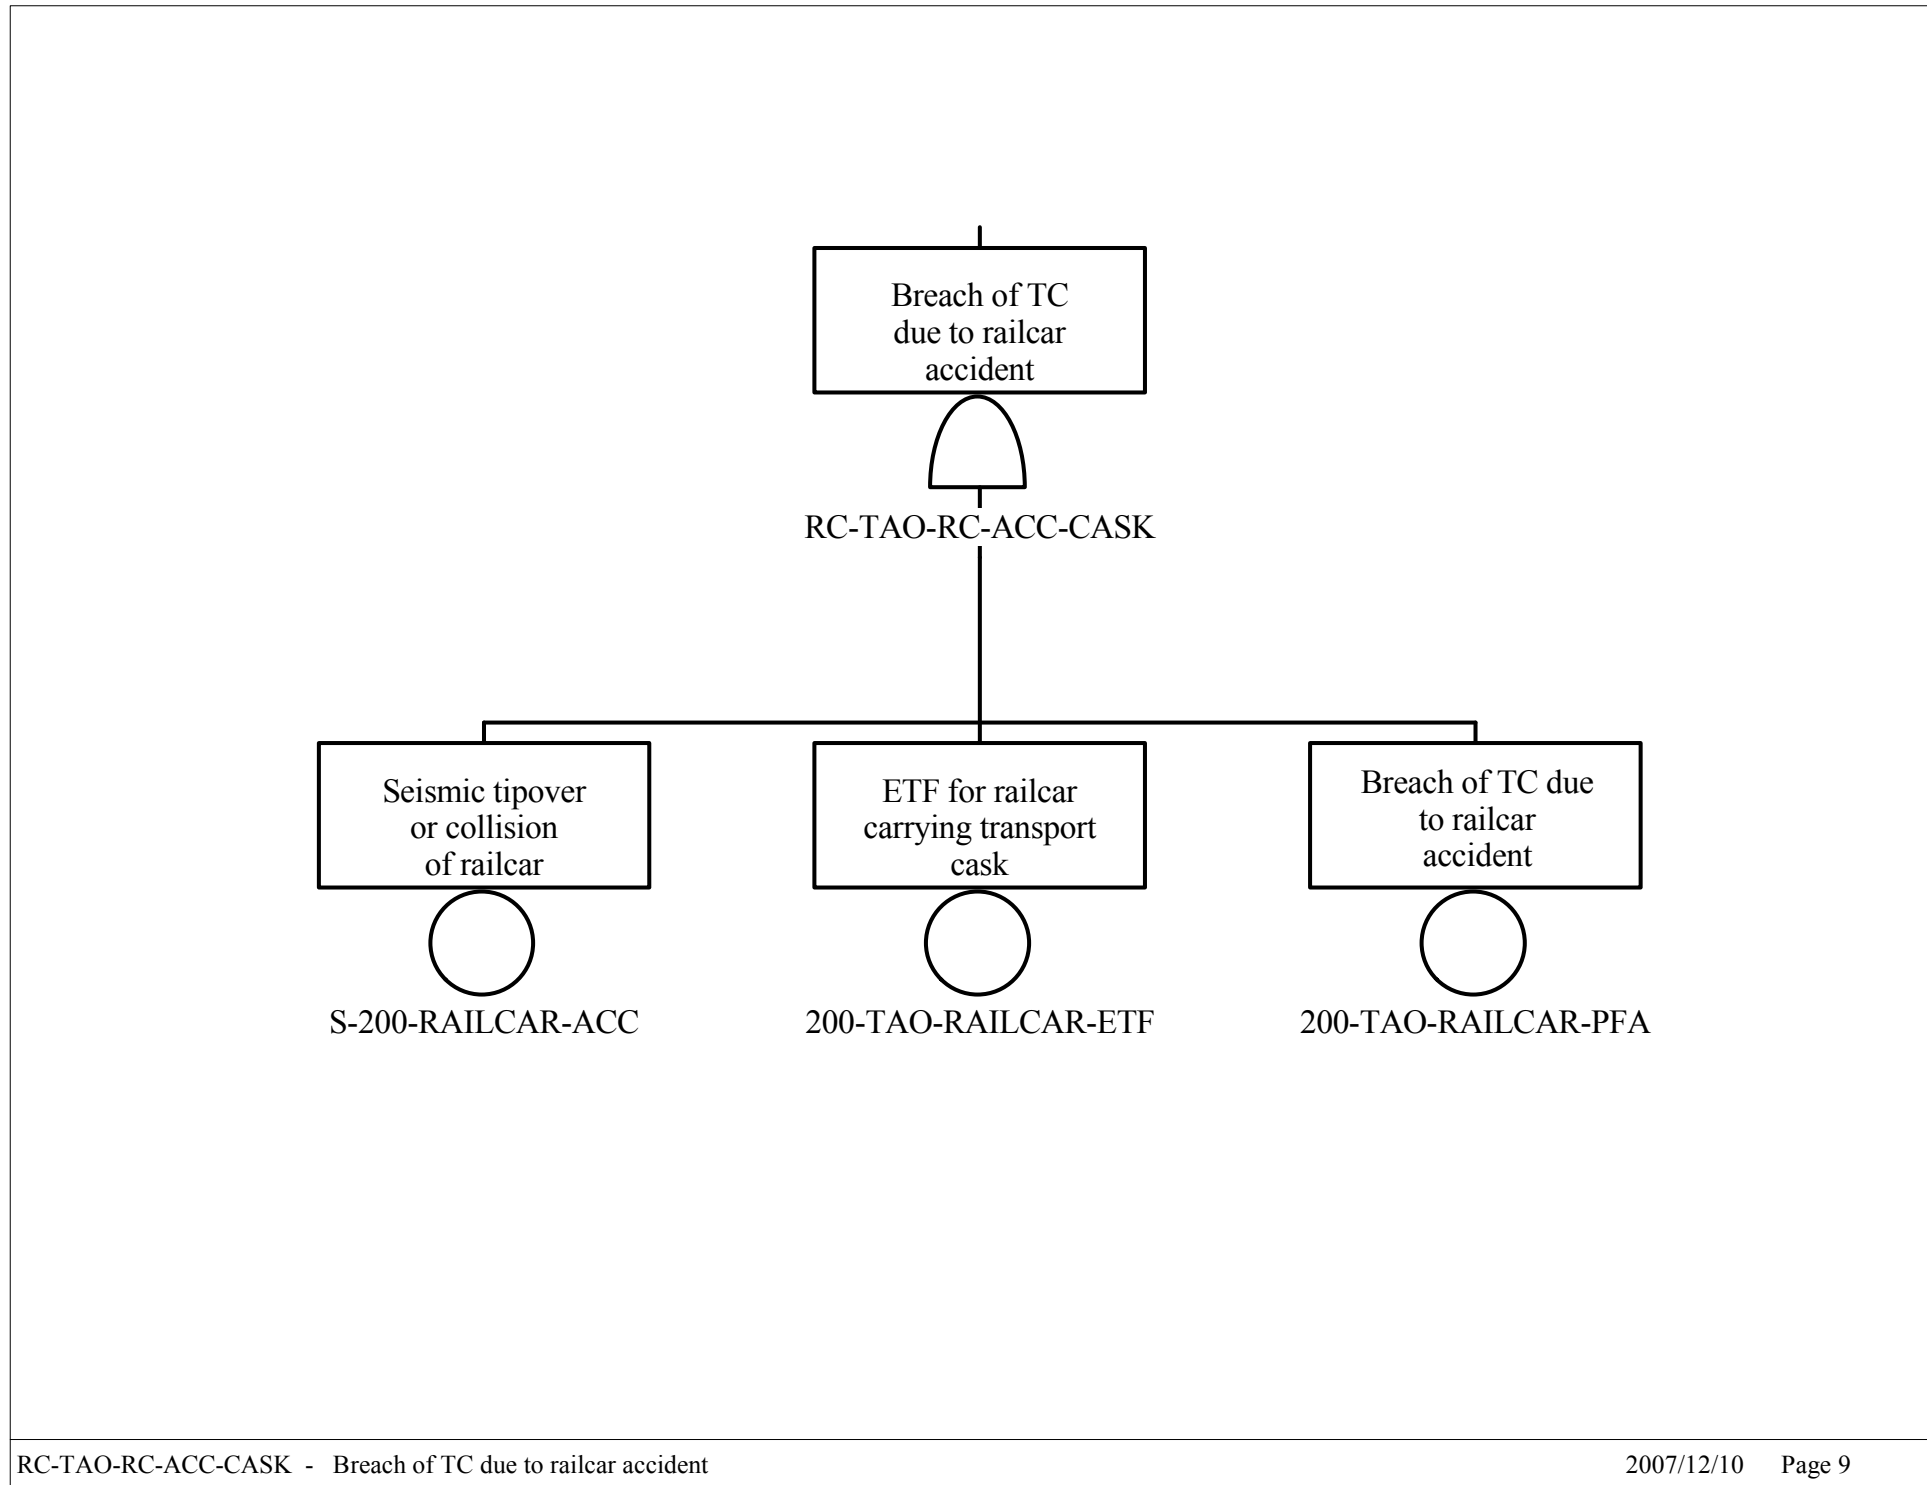 Breach of TC
due to railcar
accident
RC-TAO-RC-ACC-CASK
Seismic tipover
or collision
of railcar
S-200-RAILCAR-ACC
ETF for railcar
carrying transport
cask
200-TAO-RAILCAR-ETF
Breach of TC due
to railcar
accident
200-TAO-RAILCAR-PFA
RC-TAO-RC-ACC-CASK - Breach of TC due to railcar accident
2007/12/10 Page 9